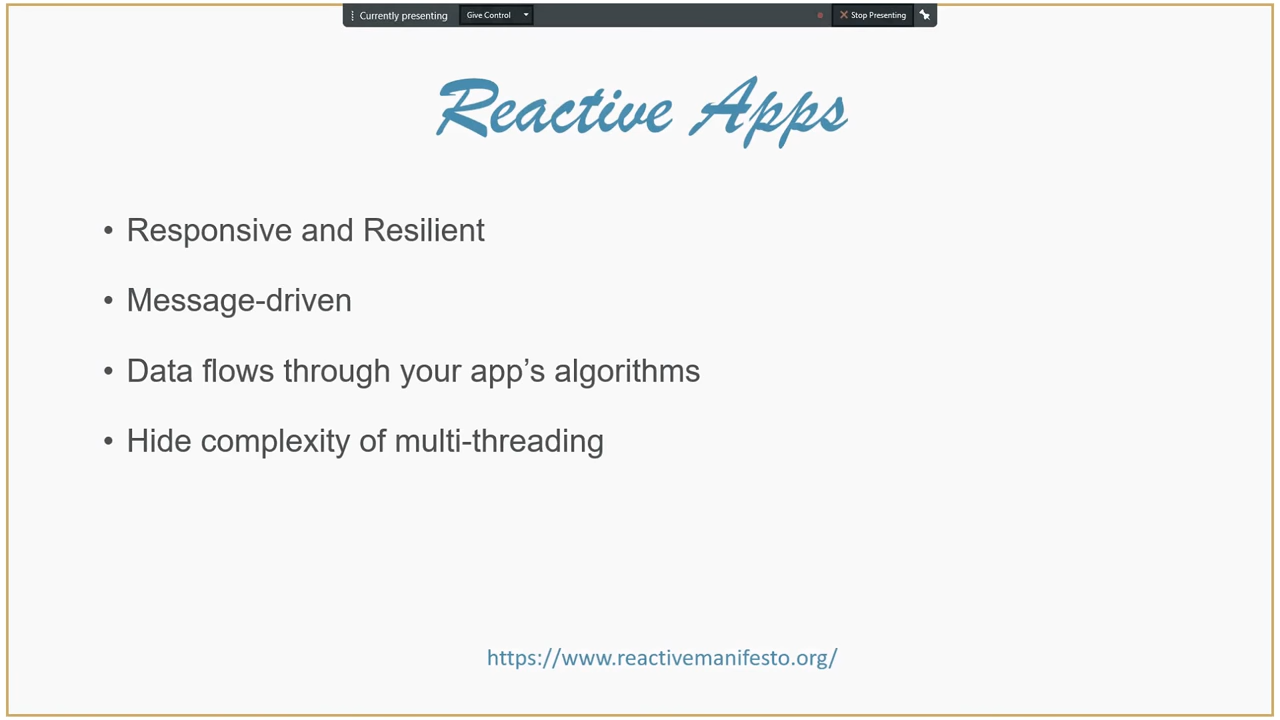 Currently presenting Give Control Stop Presenting
Reactive Apps
• Responsive and Resilient
• Message-driven
• Data flows through your app’s algorithms
• Hide complexity of multi-threading
https://www.reactivemanifesto.org/